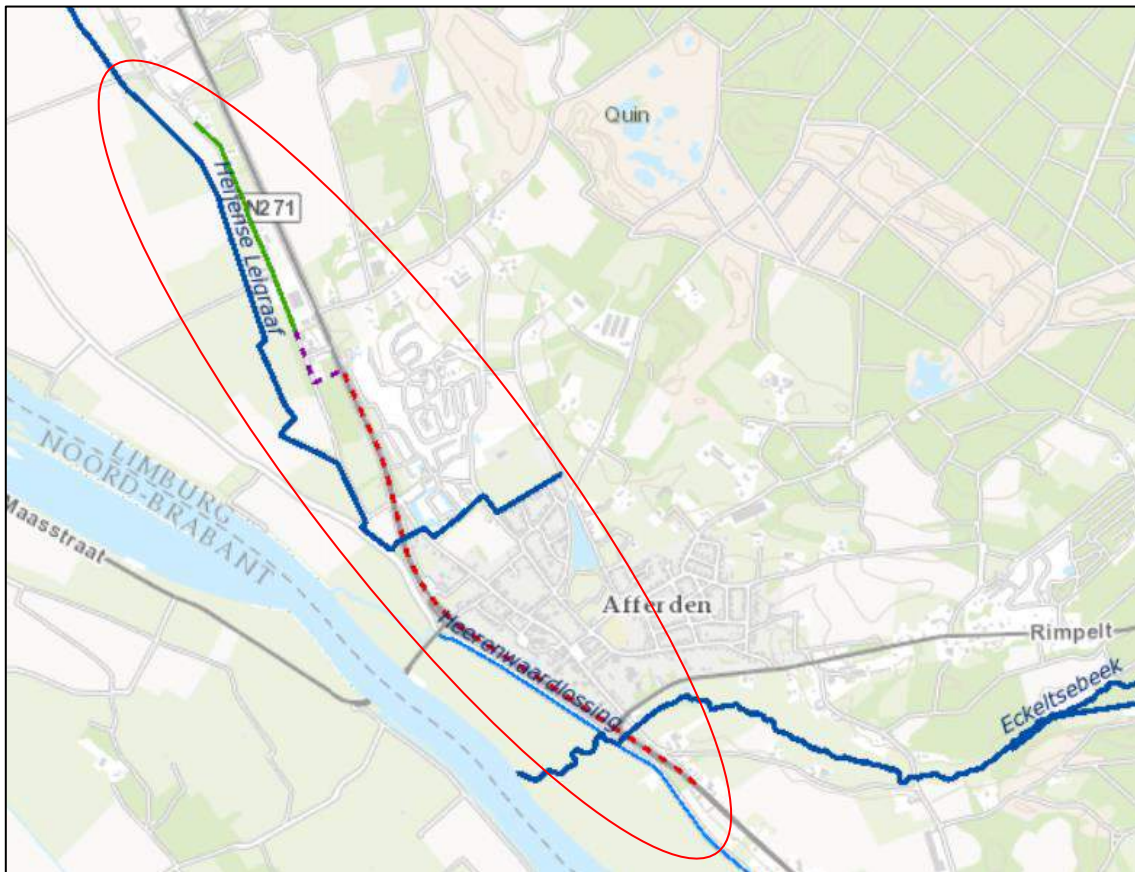 Quin
N271
Heijense Leigraaf
LIMBURG
NOORD-BRABANT
Maasstraat
Afferden
Heerenwaardlossing
Rimpelt
Eckeltsebeek